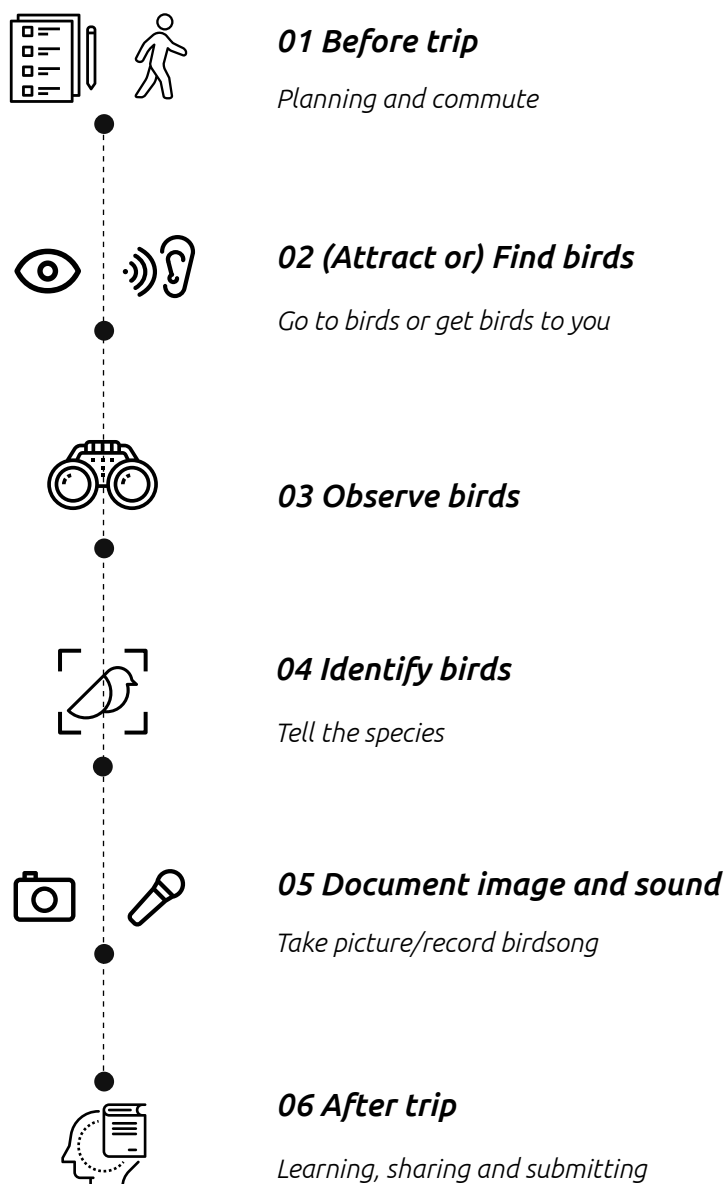 01 Before trip
Planning and commute
02 (Attract or) Find birds
Go to birds or get birds to you
03 Observe birds
04 Identify birds
Tell the species
05 Document image and sound
Take picture/record birdsong
06 After trip
Learning, sharing and submitting